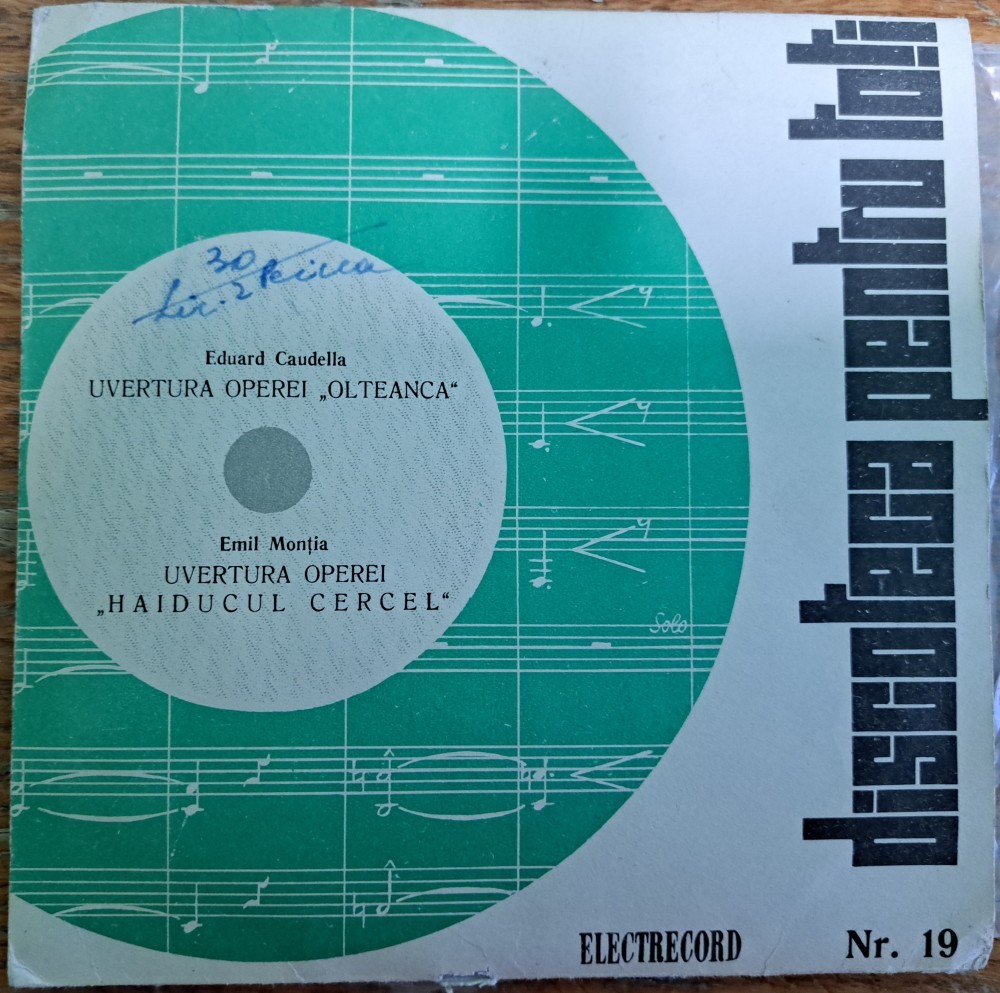 30
2
Eduard Caudella
UVERTURA OPEREI „OLTEANCA“
Emil Monția
UVERTURA OPEREI
„HAIDUCUL CERCEL“
Solo
discoteca pentru toți
ELECTRECORD
Nr. 19